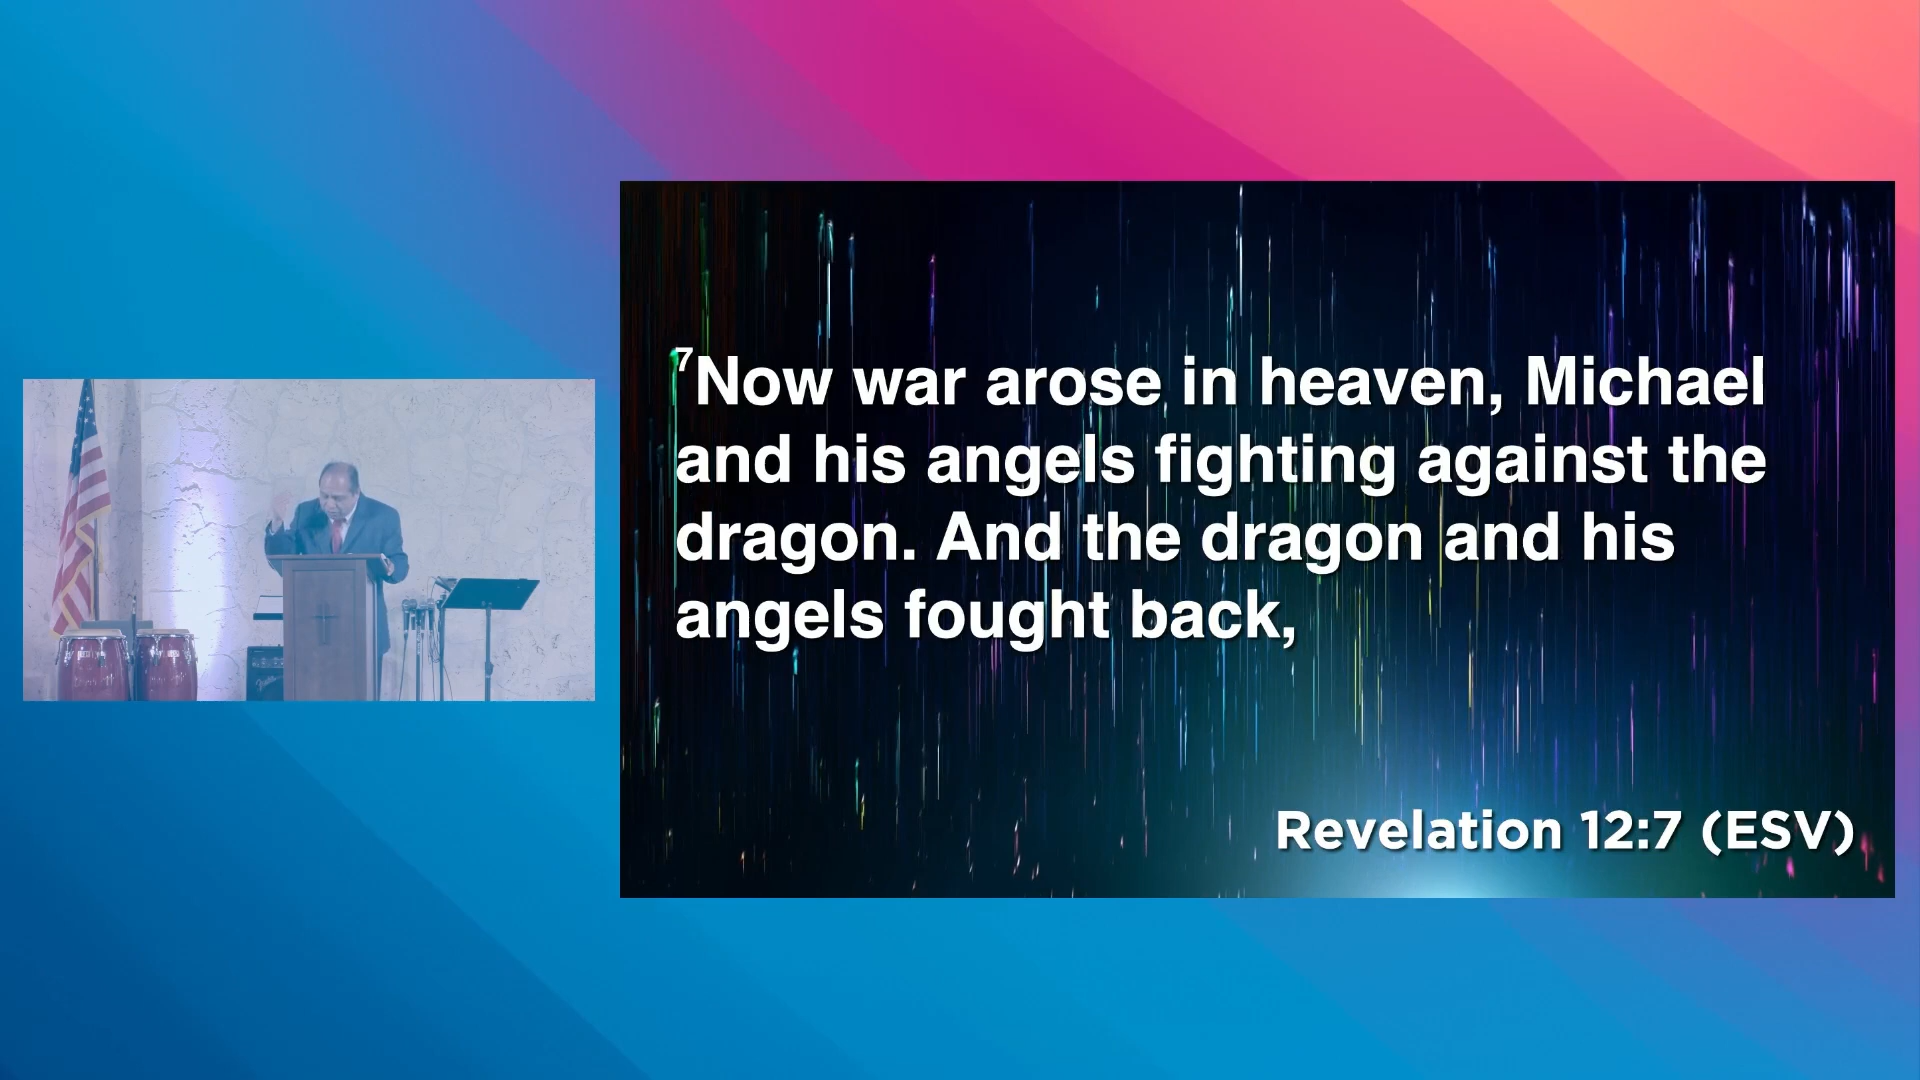 ⁷Now war arose in heaven, Michael
and his angels fighting against the
dragon. And the dragon and his
angels fought back,
Revelation 12:7 (ESV)